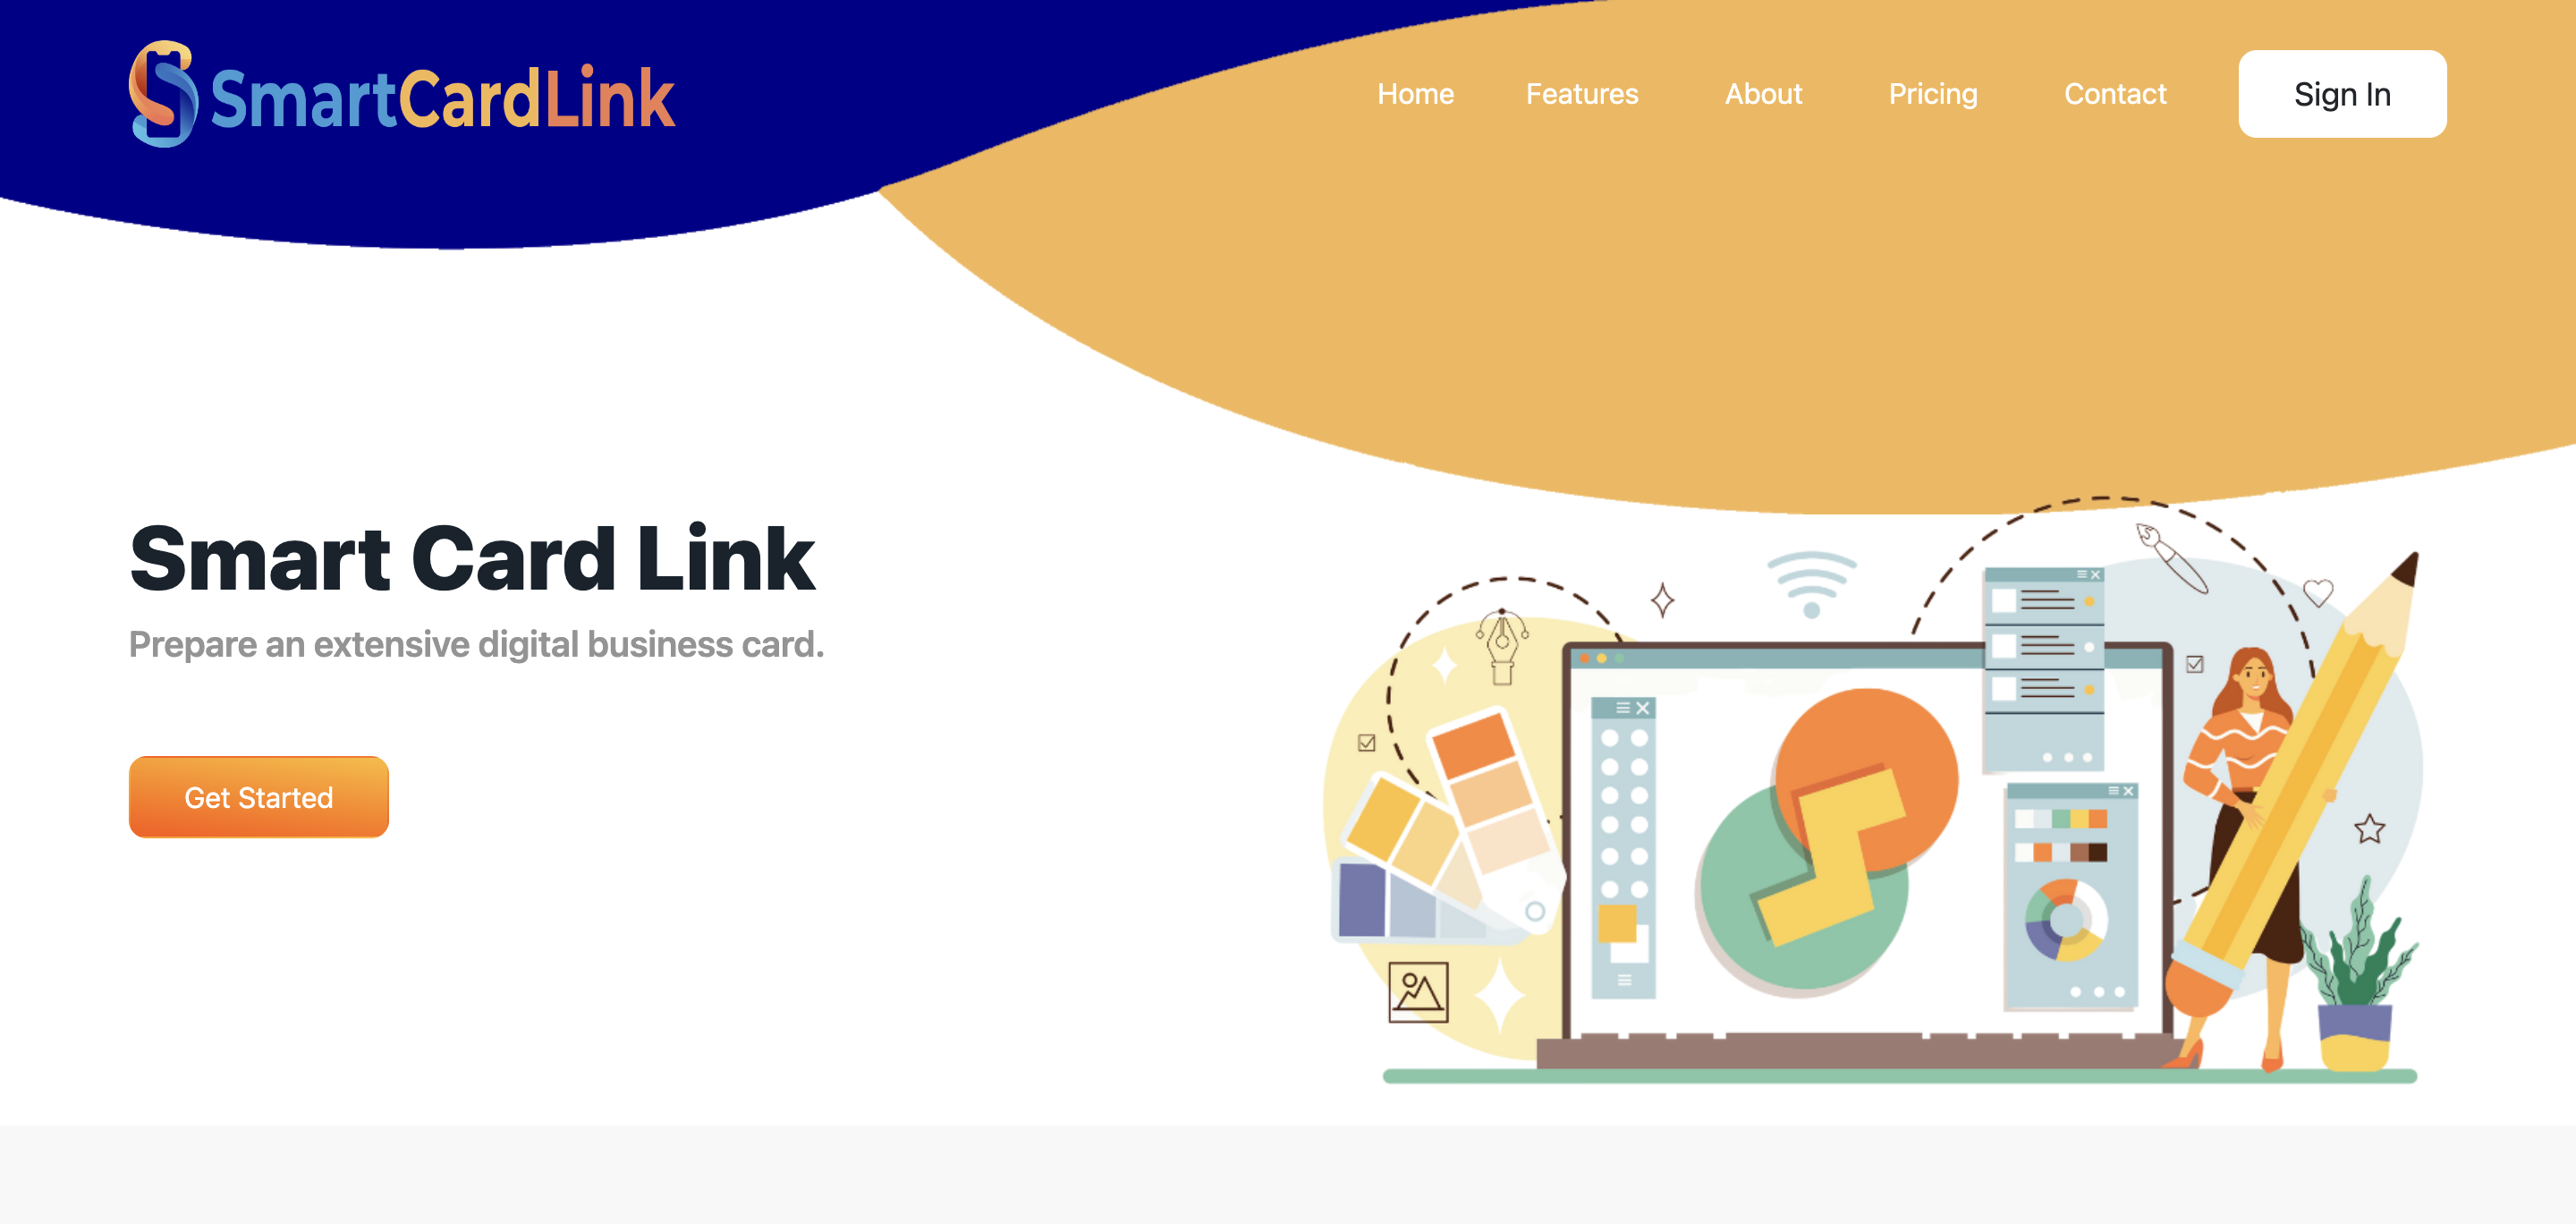 SmartCardLink
Home Features About Pricing Contact Sign In
Smart Card Link
Prepare an extensive digital business card.
Get Started